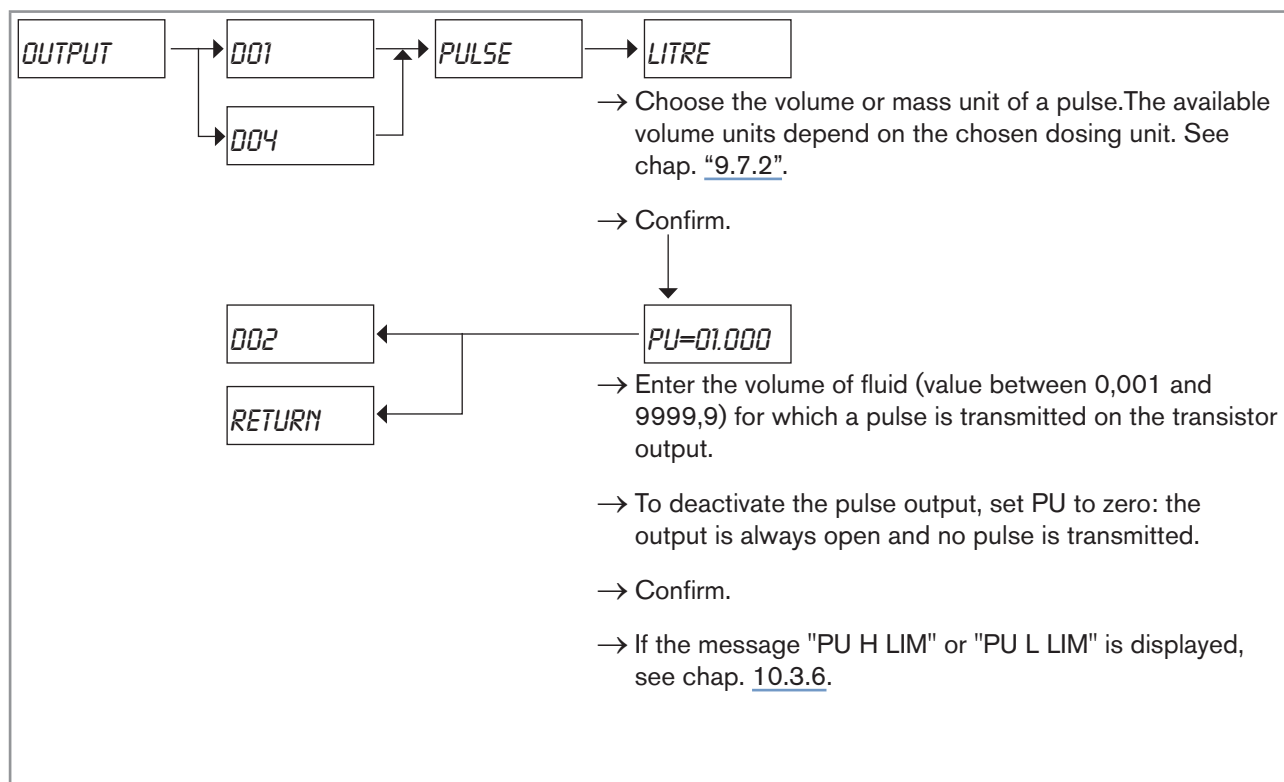 OUTPUT
DO1
PULSE
LITRE
DO4
→ Choose the volume or mass unit of a pulse.The available
volume units depend on the chosen dosing unit. See
chap. “9.7.2”.
→ Confirm.
DO2
PU=01.000
RETURN
→ Enter the volume of fluid (value between 0,001 and
9999,9) for which a pulse is transmitted on the transistor
output.
→ To deactivate the pulse output, set PU to zero: the
output is always open and no pulse is transmitted.
→ Confirm.
→ If the message "PU H LIM" or "PU L LIM" is displayed,
see chap. 10.3.6.